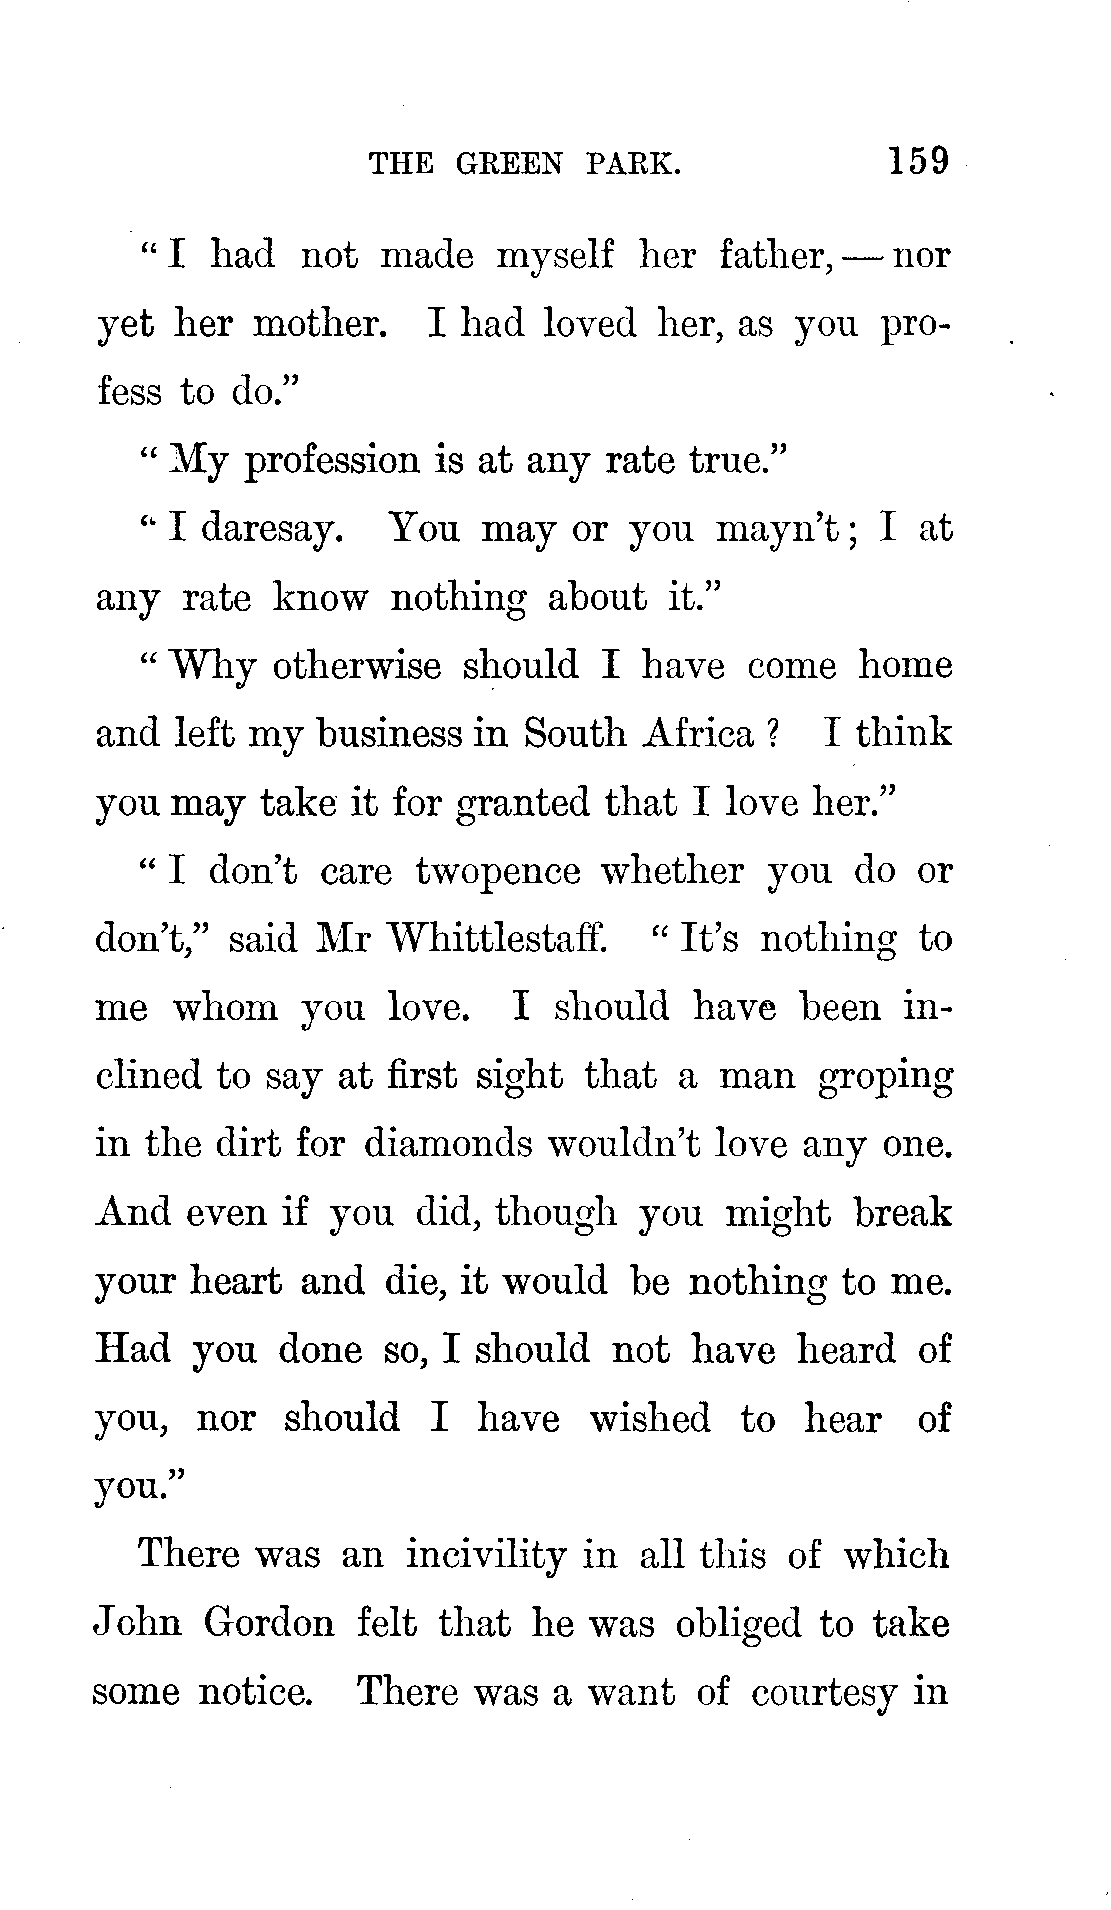 THE GREEN PARK. 159
“ I had not made myself her father, — nor
yet her mother. I had loved her, as you pro-
fess to do.”
“ My profession is at any rate true.”
“ I daresay. You may or you mayn’t ; I at
any rate know nothing about it.”
“ Why otherwise should I have come home
and left my business in South Africa ? I think
you may take it for granted that I love her.”
“ I don’t care twopence whether you do or
don’t,” said Mr Whittlestaff. “ It’s nothing to
me whom you love. I should have been in-
clined to say at first sight that a man groping
in the dirt for diamonds wouldn’t love any one.
And even if you did, though you might break
your heart and die, it would be nothing to me.
Had you done so, I should not have heard of
you, nor should I have wished to hear of
you.”
There was an incivility in all this of which
John Gordon felt that he was obliged to take
some notice. There was a want of courtesy in